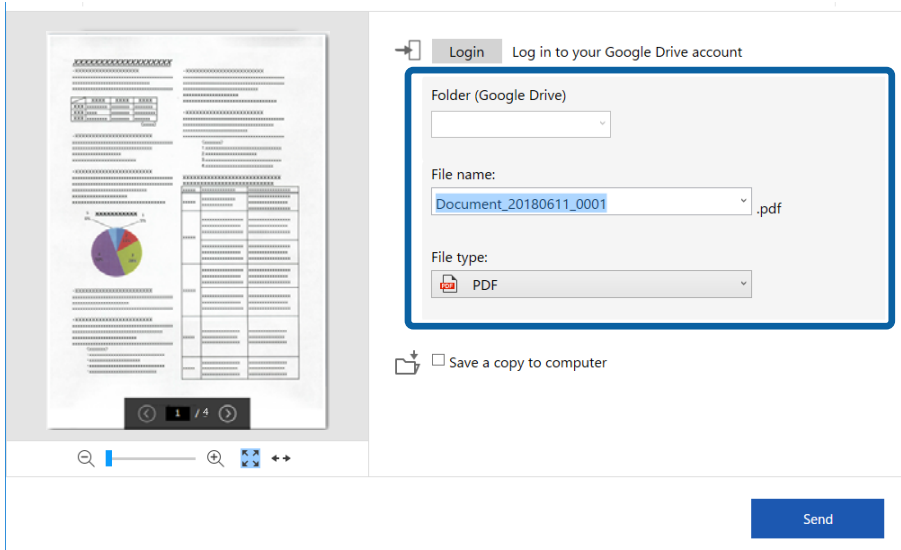 Login Log in to your Google Drive account
Folder (Google Drive)
File name:
Document_20180611_0001 .pdf
File type:
PDF PDF
Save a copy to computer
1 / 4
Send